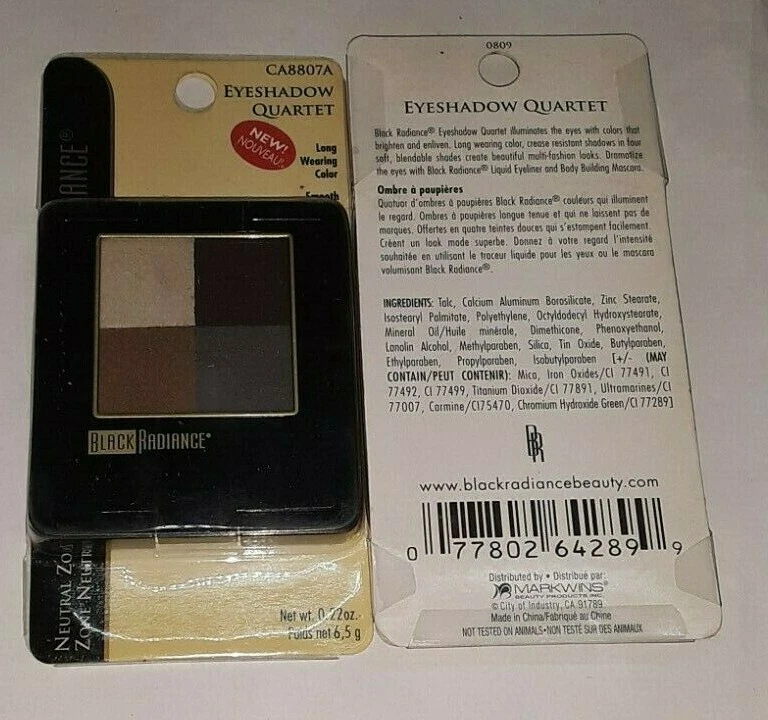 CA8807A
EYESHADOW
QUARTET
NEW!
NOUVEAU!
Long
Wearing
Color
Smooth
BLACK RADIANCE®
NEUTRAL
ZONE NEUTRE
Net wt. 0.22oz.
Poids net 6,5 g
0809
EYESHADOW QUARTET
Black Radiance® Eyeshadow Quartet illuminates the eyes with colors that
brighten and enliven. Long wearing color, crease resistant shadows in four
soft, blendable shades create beautiful multi-fashion looks. Dramatize
the eyes with Black Radiance® Liquid Eyeliner and Body Building Mascara.
Ombre à paupières
Quatuor d'ombres à paupières Black Radiance® couleurs qui illuminent
le regard. Ombres à paupières longue tenue et qui ne laissent pas de
marques. Offertes en quatre teintes douces qui s'estompent facilement.
Créent un look mode superbe. Donnez à votre regard l'intensité
souhaitée en utilisant le traceur liquide pour les yeux ou le mascara
volumisant Black Radiance®.
INGREDIENTS: Talc, Calcium Aluminum Borosilicate, Zinc Stearate,
Isostearyl Palmitate, Polyethylene, Octyldodecyl Hydroxystearate,
Mineral Oil/Huile minérale, Dimethicone, Phenoxyethanol,
Lanolin Alcohol, Methylparaben, Silica, Tin Oxide, Butylparaben,
Ethylparaben, Propylparaben, Isobutylparaben [+/- (MAY
CONTAIN/PEUT CONTENIR): Mica, Iron Oxides/CI 77491, CI
77492, CI 77499, Titanium Dioxide/CI 77891, Ultramarines/CI
77007, Carmine/CI75470, Chromium Hydroxide Green/CI 77289]
BR
www.blackradiancebeauty.com
0 77802 64289 9
Distributed by • Distribué par:
MARKWINS®
BEAUTY PRODUCTS, INC.
© City of Industry, CA 91789
Made in China/Fabriqué au Chine
NOT TESTED ON ANIMALS•NON TESTÉ SUR DES ANIMAUX